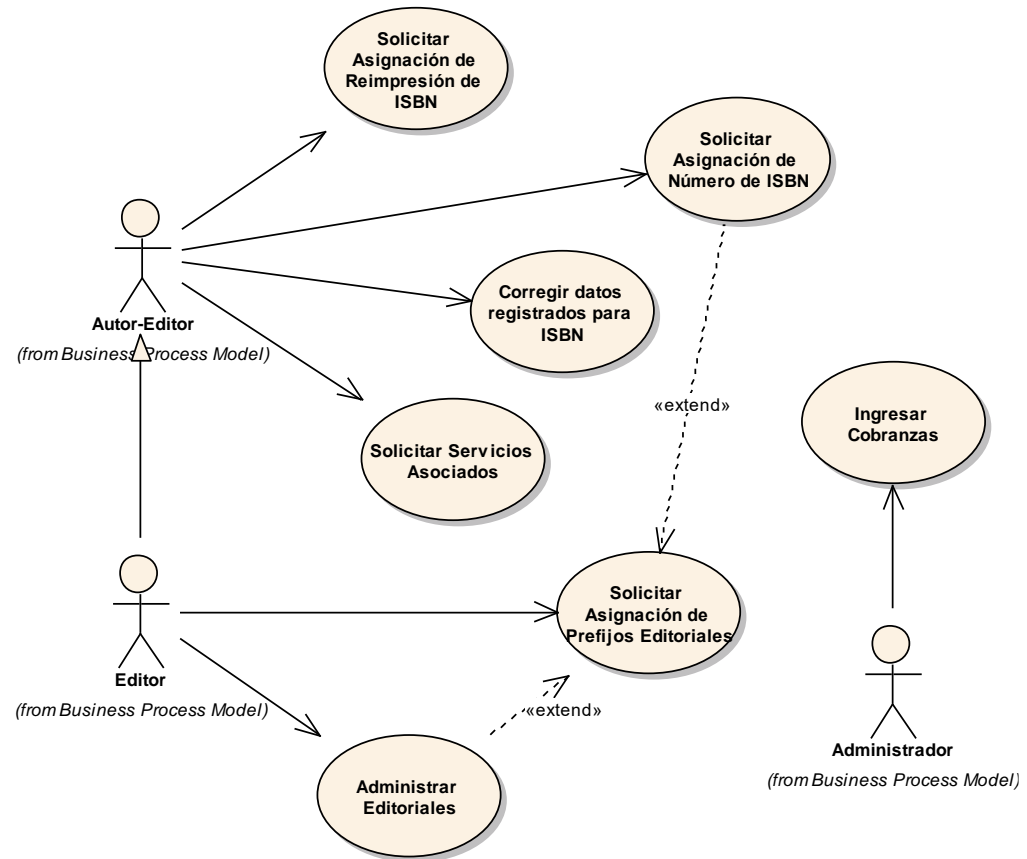 Solicitar
Asignación de
Reimpresión de
ISBN
Solicitar
Asignación de
Número de ISBN
Autor-Editor
(from Business Process Model)
Corregir datos
registrados para
ISBN
«extend»
Ingresar
Cobranzas
Solicitar Servicios
Asociados
Solicitar
Asignación de
Prefijos Editoriales
Editor
(from Business Process Model)
«extend»
Administrador
(from Business Process Model)
Administrar
Editoriales